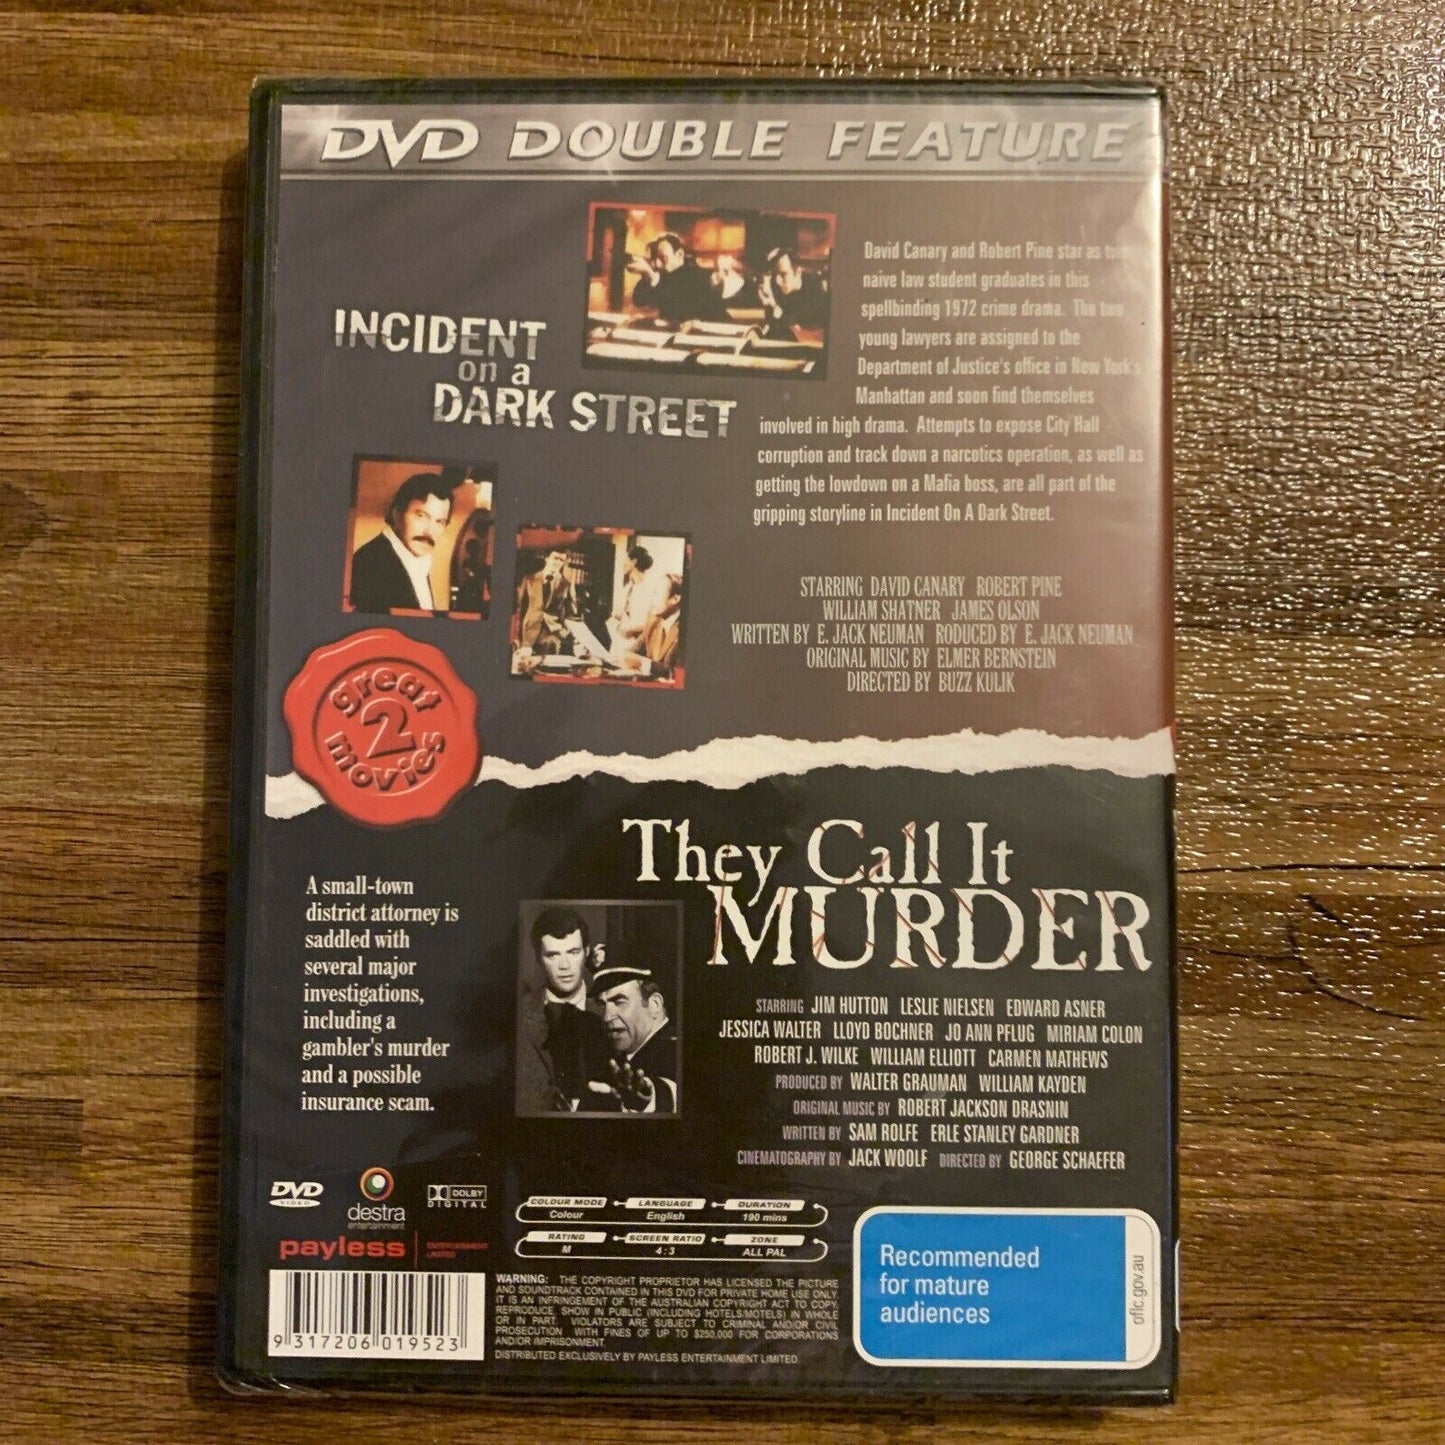 DVD DOUBLE FEATURE
INCIDENT
on a
DARK STREET
David Canary and Robert Pine star as two
naive law student graduates in this
spellbinding 1972 crime drama. The two
young lawyers are assigned to the
Department of Justice's office in New York's
Manhattan and soon find themselves
involved in high drama. Attempts to expose City Hall
corruption and track down a narcotics operation, as well as
getting the lowdown on a Mafia boss, are all part of the
gripping storyline in Incident On A Dark Street.
STARRING DAVID CANARY ROBERT PINE
WILLIAM SHATNER JAMES OLSON
WRITTEN BY E. JACK NEUMAN RODUCED BY E. JACK NEUMAN
ORIGINAL MUSIC BY ELMER BERNSTEIN
DIRECTED BY BUZZ KULIK
great
2
movies
They Call It
MURDER
A small-town
district attorney is
saddled with
several major
investigations,
including a
gambler's murder
and a possible
insurance scam.
STARRING JIM HUTTON LESLIE NIELSEN EDWARD ASNER
JESSICA WALTER LLOYD BOCHNER JO ANN PFLUG MIRIAM COLON
ROBERT J. WILKE WILLIAM ELLIOTT CARMEN MATHEWS
PRODUCED BY WALTER GRAUMAN WILLIAM KAYDEN
ORIGINAL MUSIC BY ROBERT JACKSON DRASNIN
WRITTEN BY SAM ROLFE ERLE STANLEY GARDNER
CINEMATOGRAPHY BY JACK WOOLF DIRECTED BY GEORGE SCHAEFER
DVD
VIDEO
destra
entertainment
DOLBY
DIGITAL
payless
ENTERTAINMENT
LIMITED
COLOUR MODE LANGUAGE DURATION
Colour English 190 mins
RATING SCREEN RATIO ZONE
M 4:3 ALL PAL
WARNING: THE COPYRIGHT PROPRIETOR HAS LICENSED THE PICTURE
AND SOUNDTRACK CONTAINED IN THIS DVD FOR PRIVATE HOME USE ONLY.
IT IS AN INFRINGEMENT OF THE AUSTRALIAN COPYRIGHT ACT TO COPY,
REPRODUCE, SHOW IN PUBLIC (INCLUDING HOTELS/MOTELS) IN WHOLE
OR IN PART. VIOLATORS ARE SUBJECT TO CRIMINAL AND/OR CIVIL
PROSECUTION WITH FINES OF UP TO $250,000 FOR CORPORATIONS
AND/OR IMPRISONMENT.
DISTRIBUTED EXCLUSIVELY BY PAYLESS ENTERTAINMENT LIMITED.
9 317206 019523
Recommended
for mature
audiences
oflc.gov.au